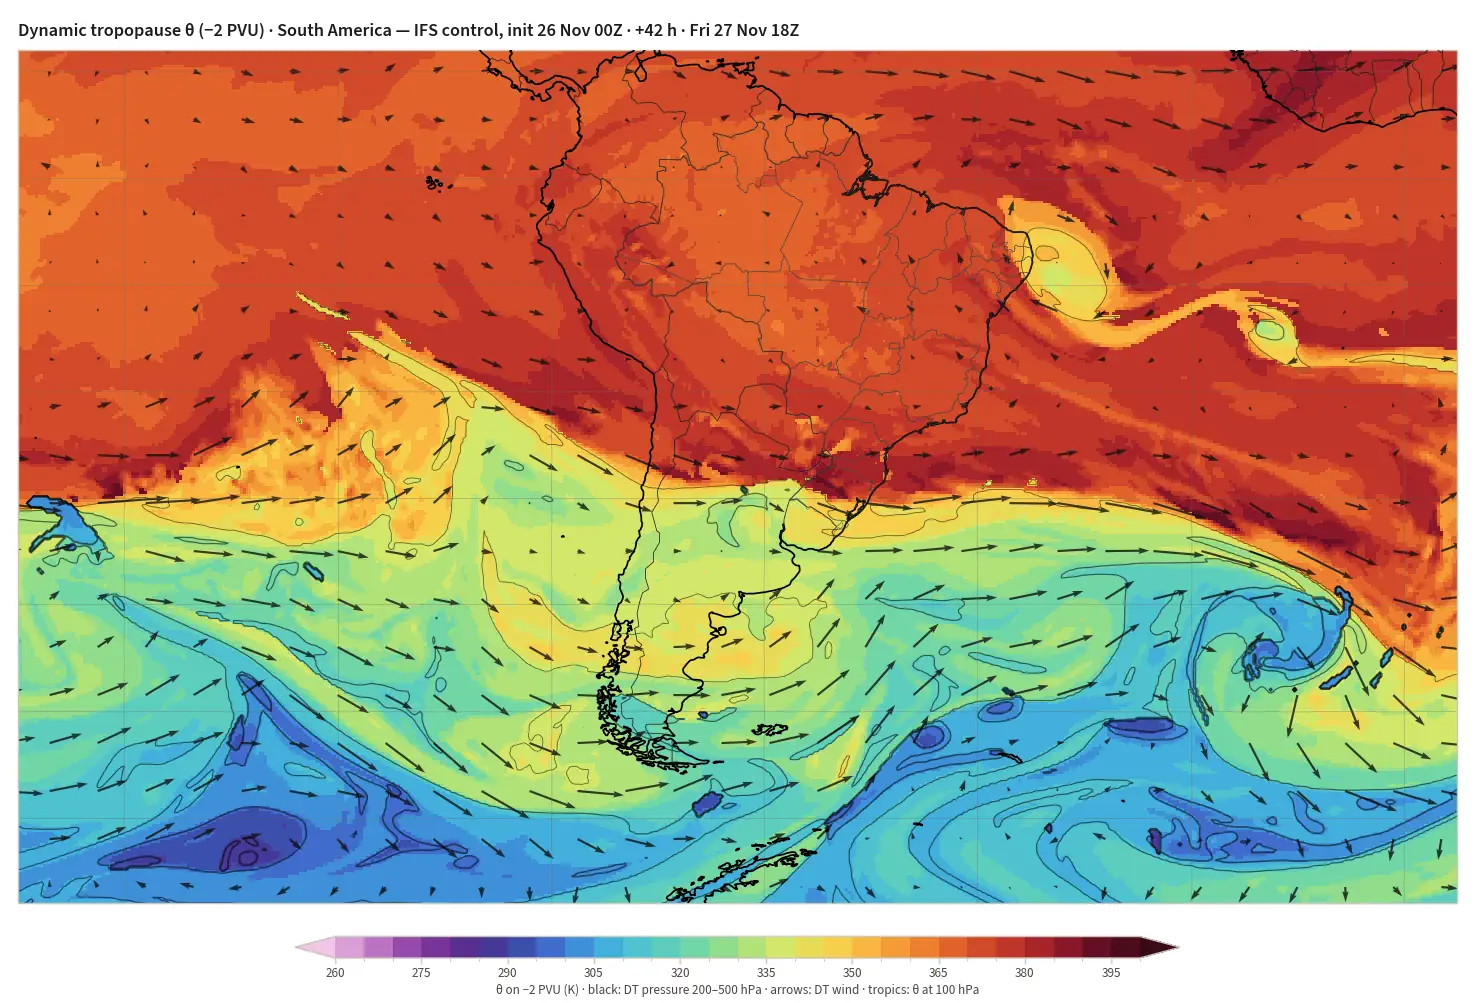 Dynamic tropopause θ (−2 PVU) · South America — IFS control, init 26 Nov 00Z · +42 h · Fri 27 Nov 18Z
260 275 290 305 320 335 350 365 380 395
θ on −2 PVU (K) · black: DT pressure 200–500 hPa · arrows: DT wind · tropics: θ at 100 hPa